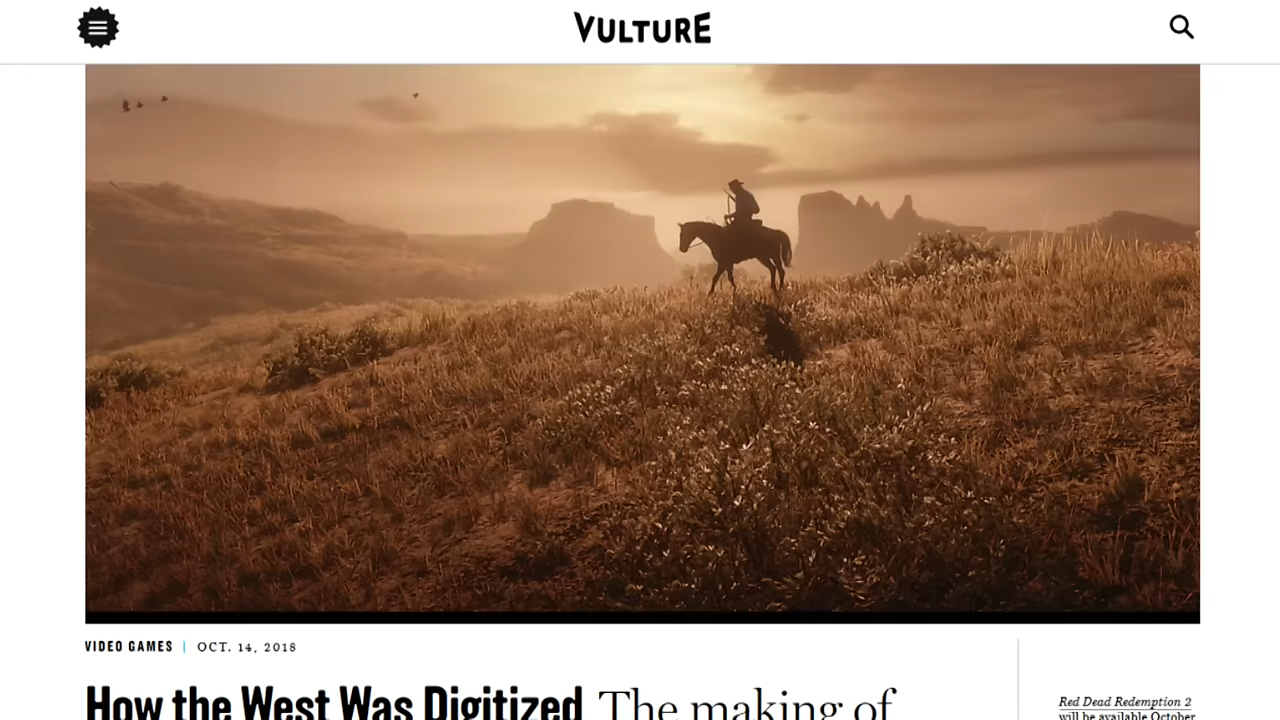 VULTURE
VIDEO GAMES | OCT. 14, 2018
How the West Was Digitized The making of
Red Dead Redemption 2
will be available October